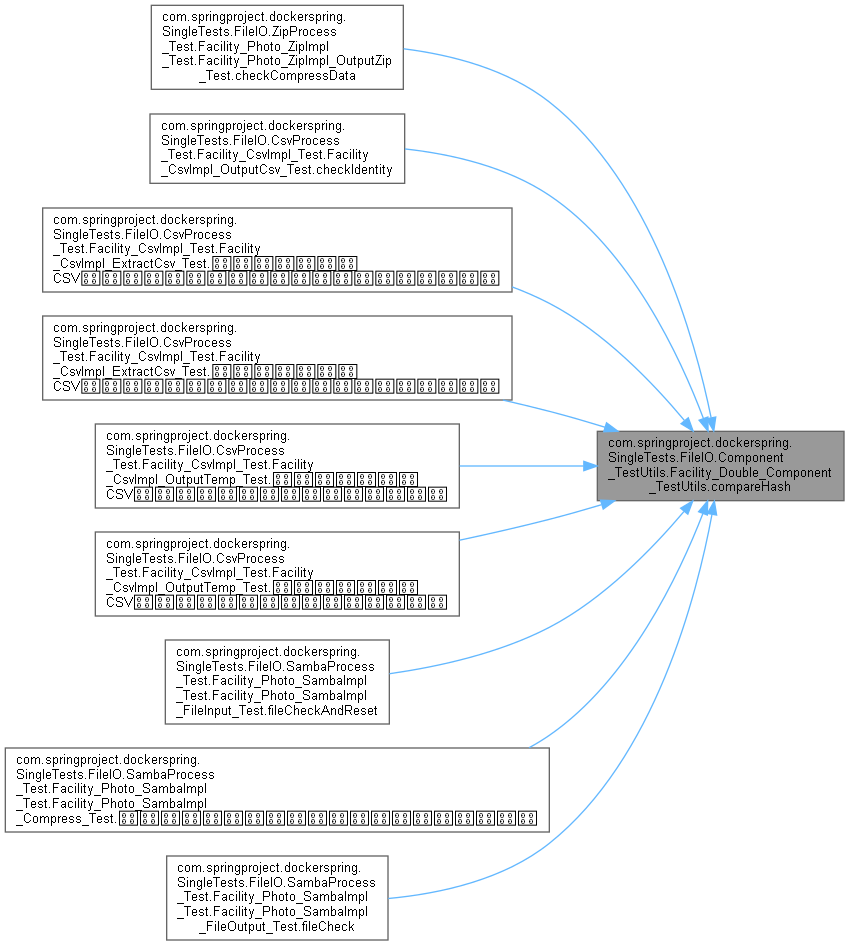 com.springproject.dockerspring.
SingleTests.FileIO.ZipProcess
_Test.Facility_Photo_ZipImpl
_Test.Facility_Photo_ZipImpl_OutputZip
_Test.checkCompressData
com.springproject.dockerspring.
SingleTests.FileIO.CsvProcess
_Test.Facility_CsvImpl_Test.Facility
_CsvImpl_OutputCsv_Test.checkIdentity
com.springproject.dockerspring.
SingleTests.FileIO.CsvProcess
_Test.Facility_CsvImpl_Test.Facility
_CsvImpl_ExtractCsv_Test.
CSV
com.springproject.dockerspring.
SingleTests.FileIO.CsvProcess
_Test.Facility_CsvImpl_Test.Facility
_CsvImpl_ExtractCsv_Test.
CSV
com.springproject.dockerspring.
SingleTests.FileIO.Component
_TestUtils.Facility_Double_Component
_TestUtils.compareHash
com.springproject.dockerspring.
SingleTests.FileIO.CsvProcess
_Test.Facility_CsvImpl_Test.Facility
_CsvImpl_OutputTemp_Test.
CSV
com.springproject.dockerspring.
SingleTests.FileIO.CsvProcess
_Test.Facility_CsvImpl_Test.Facility
_CsvImpl_OutputTemp_Test.
CSV
com.springproject.dockerspring.
SingleTests.FileIO.SambaProcess
_Test.Facility_Photo_SambaImpl
_Test.Facility_Photo_SambaImpl
_FileInput_Test.fileCheckAndReset
com.springproject.dockerspring.
SingleTests.FileIO.SambaProcess
_Test.Facility_Photo_SambaImpl
_Test.Facility_Photo_SambaImpl
_Compress_Test.
com.springproject.dockerspring.
SingleTests.FileIO.SambaProcess
_Test.Facility_Photo_SambaImpl
_Test.Facility_Photo_SambaImpl
_FileOutput_Test.fileCheck